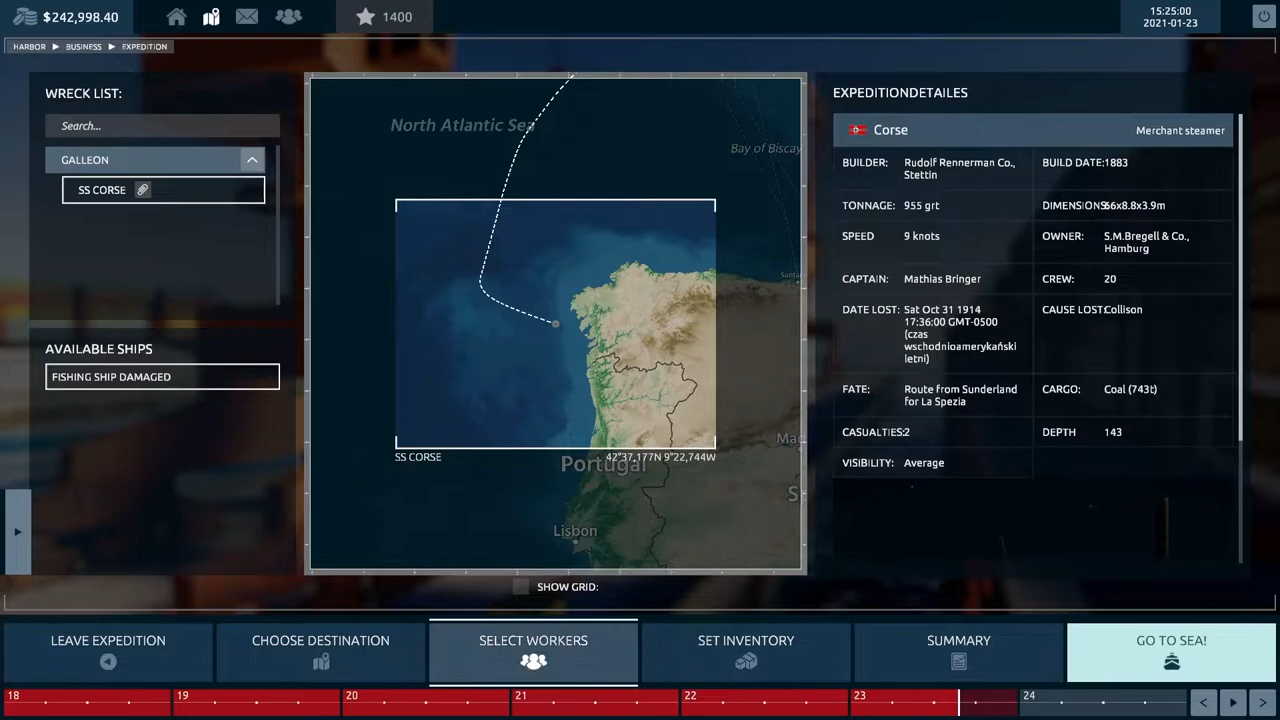 $242,998.40
1400
15:25:00
2021-01-23
HARBOR ▶ BUSINESS ▶ EXPEDITION
WRECK LIST:
Search...
GALLEON
SS CORSE
AVAILABLE SHIPS
FISHING SHIP DAMAGED
North Atlantic Sea
Bay of Biscay
Santar
SS CORSE
42°37,177N 9°22,744W
Portugal
Mad
S
Lisbon
SHOW GRID:
EXPEDITIONDETAILES
Corse
Merchant steamer
BUILDER: Rudolf Rennerman Co.,
Stettin
BUILD DATE:1883
TONNAGE: 955 grt
DIMENSIONS:66x8.8x3.9m
SPEED 9 knots
OWNER: S.M.Bregell & Co.,
Hamburg
CAPTAIN: Mathias Bringer
CREW: 20
DATE LOST: Sat Oct 31 1914
17:36:00 GMT-0500
(czas
wschodnioamerykański
letni)
CAUSE LOST:Collison
FATE: Route from Sunderland
for La Spezia
CARGO: Coal (743t)
CASUALTIES:2
DEPTH 143
VISIBILITY: Average
LEAVE EXPEDITION
CHOOSE DESTINATION
SELECT WORKERS
SET INVENTORY
SUMMARY
GO TO SEA!
18 19 20 21 22 23 24